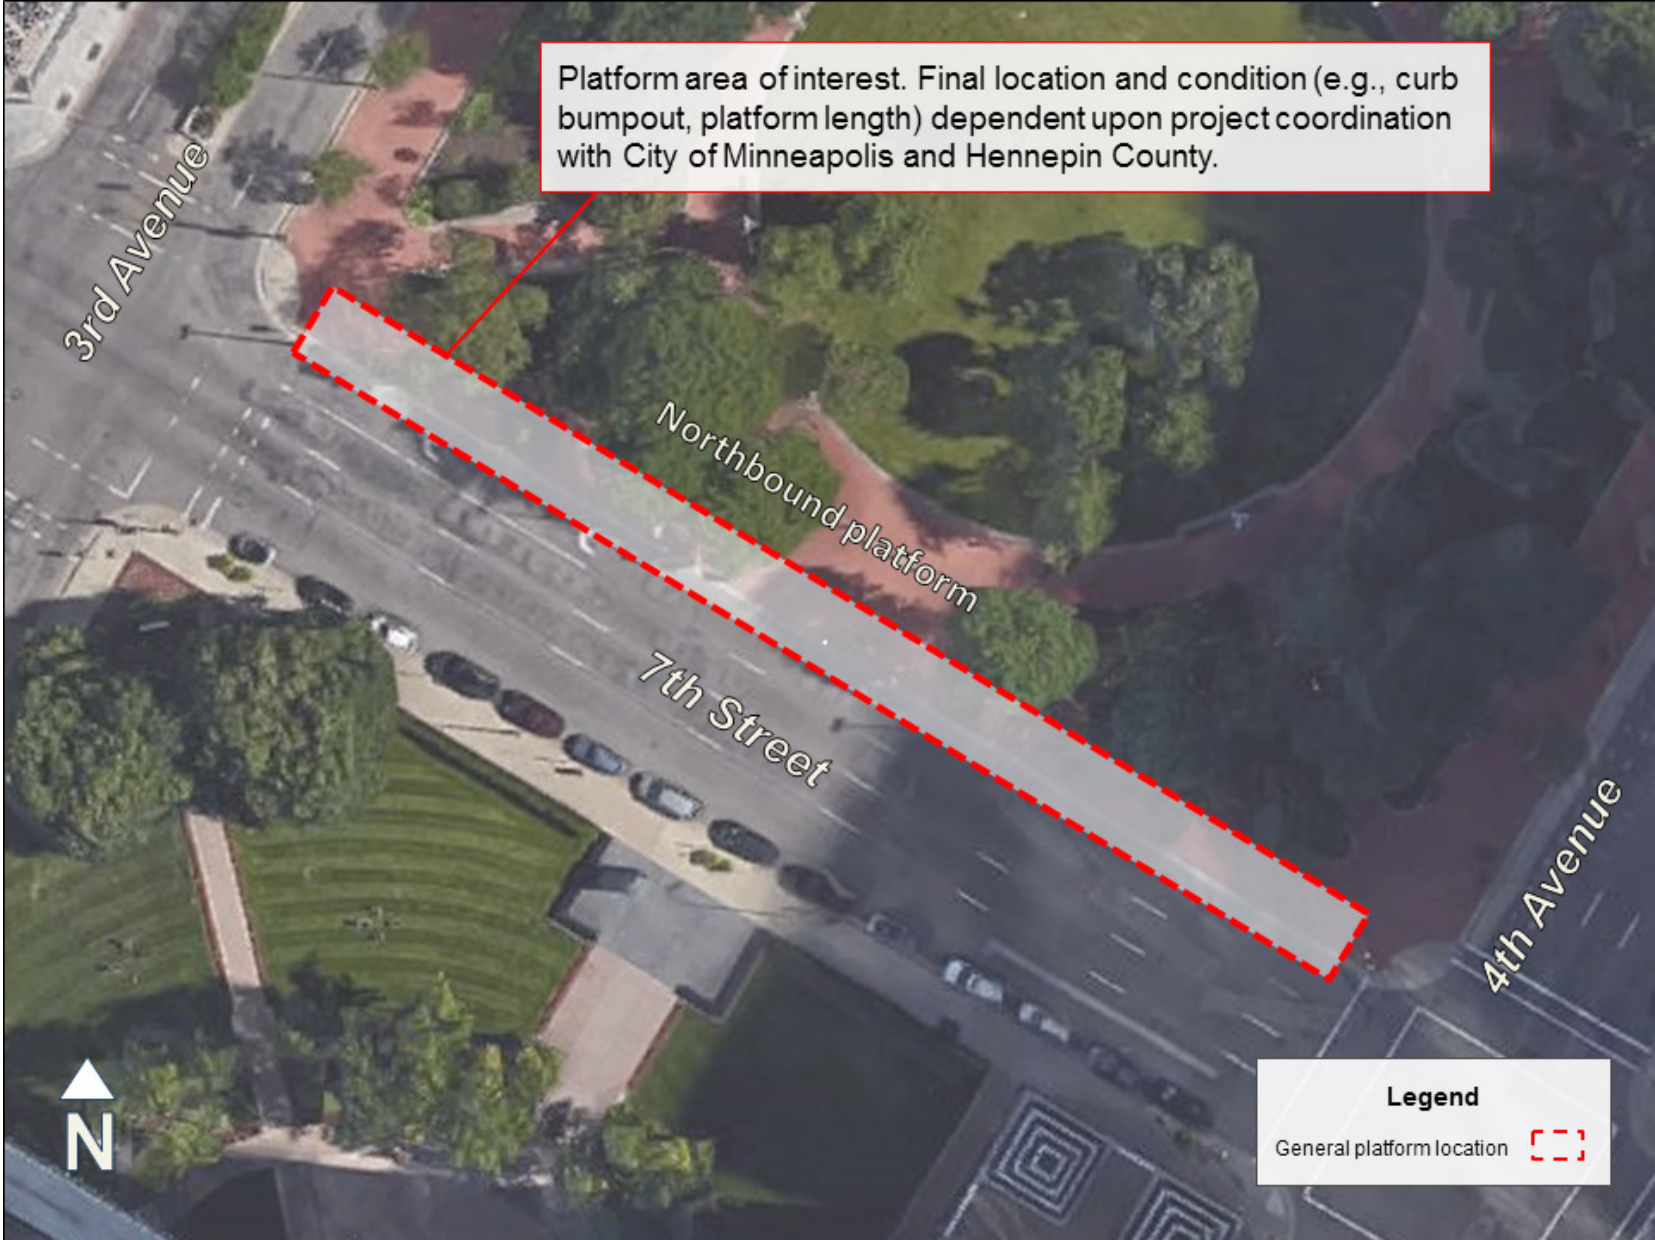 Platform area of interest. Final location and condition (e.g., curb
bumpout, platform length) dependent upon project coordination
with City of Minneapolis and Hennepin County.
3rd Avenue
Northbound platform
7th Street
4th Avenue
N
Legend
General platform location